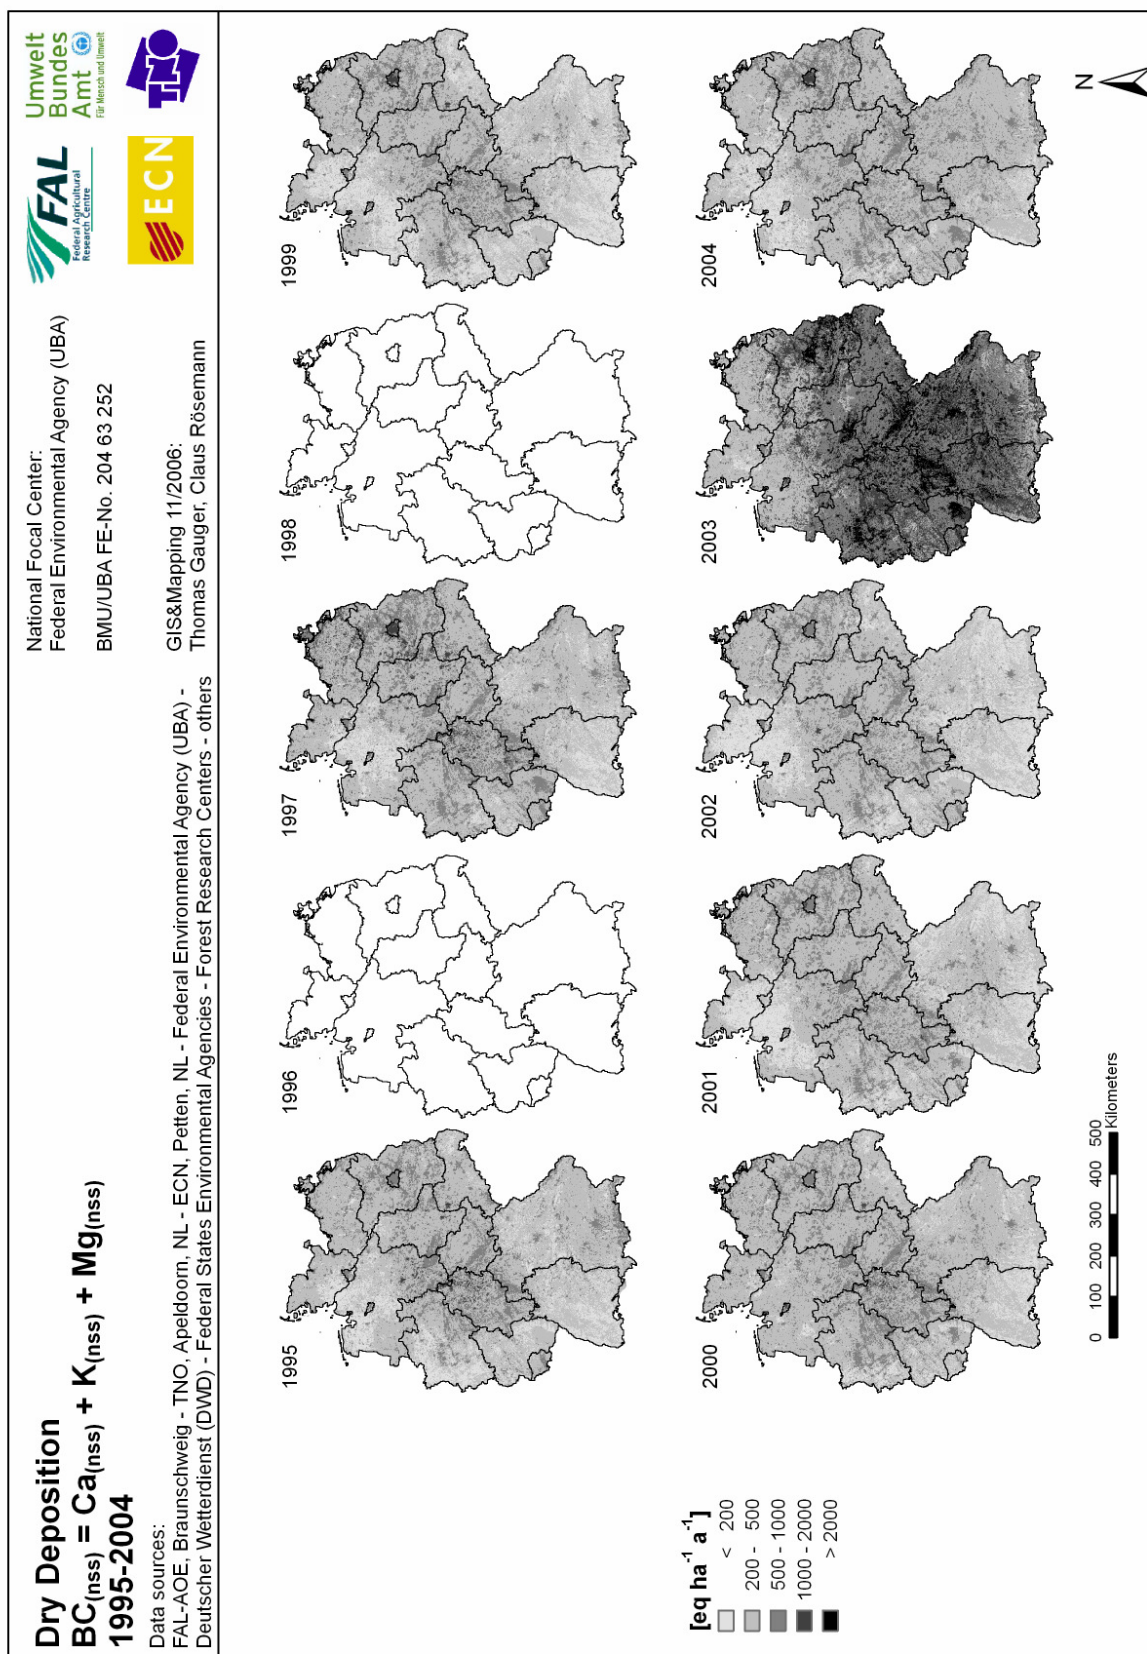 Dry Deposition
BC(nss) = Ca(nss) + K(nss) + Mg(nss)
1995-2004
Data sources:
FAL-AOE, Braunschweig - TNO, Apeldoorn, NL - ECN, Petten, NL - Federal Environmental Agency (UBA) -
Deutscher Wetterdienst (DWD) - Federal States Environmental Agencies - Forest Research Centers - others
National Focal Center:
Federal Environmental Agency (UBA)
BMU/UBA FE-No. 204 63 252
GIS&Mapping 11/2006:
Thomas Gauger, Claus Rösemann
FAL
Federal Agricultural
Research Centre
Umwelt
Bundes
Amt
Für Mensch und Umwelt
ECN
TNO
1995
1996
1997
1998
1999
2000
2001
2002
2003
2004
[eq ha-1 a-1]
< 200
200 - 500
500 - 1000
1000 - 2000
> 2000
0 100 200 300 400 500
Kilometers
N